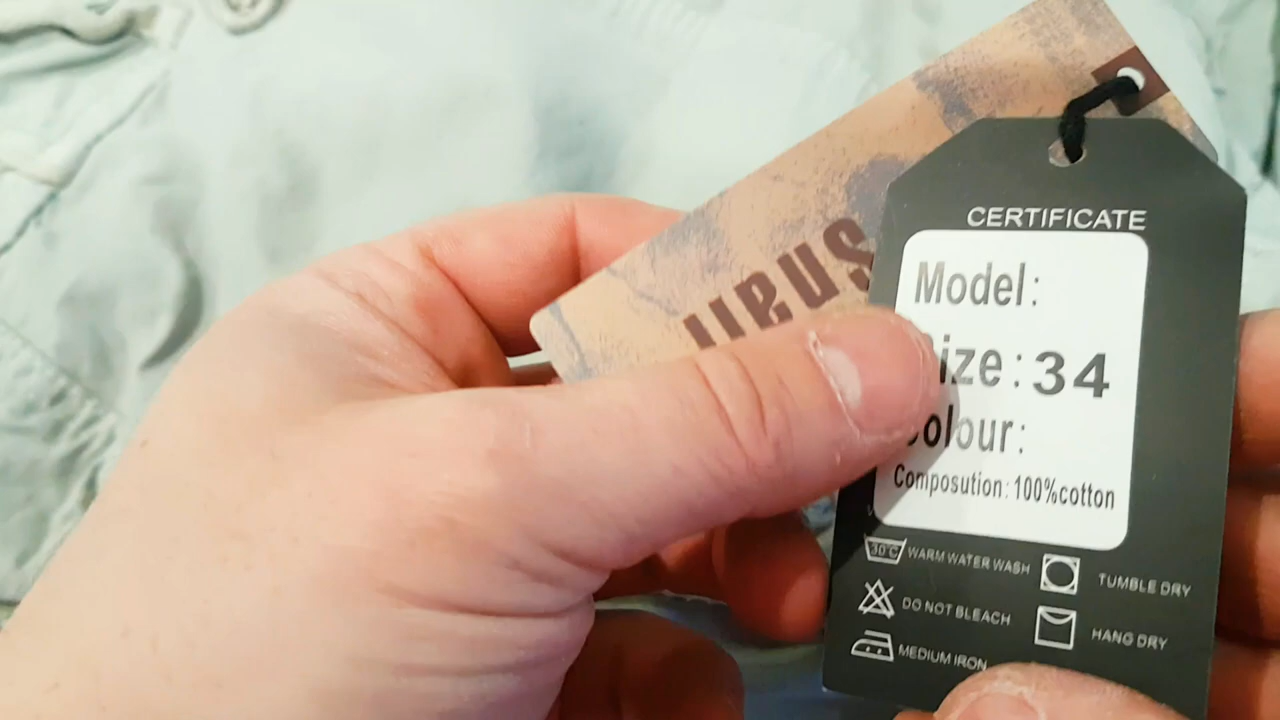 CERTIFICATE
Model:
ize: 34
olour:
Composution: 100%cotton
30°C WARM WATER WASH
TUMBLE DRY
DO NOT BLEACH
HANG DRY
MEDIUM IRON